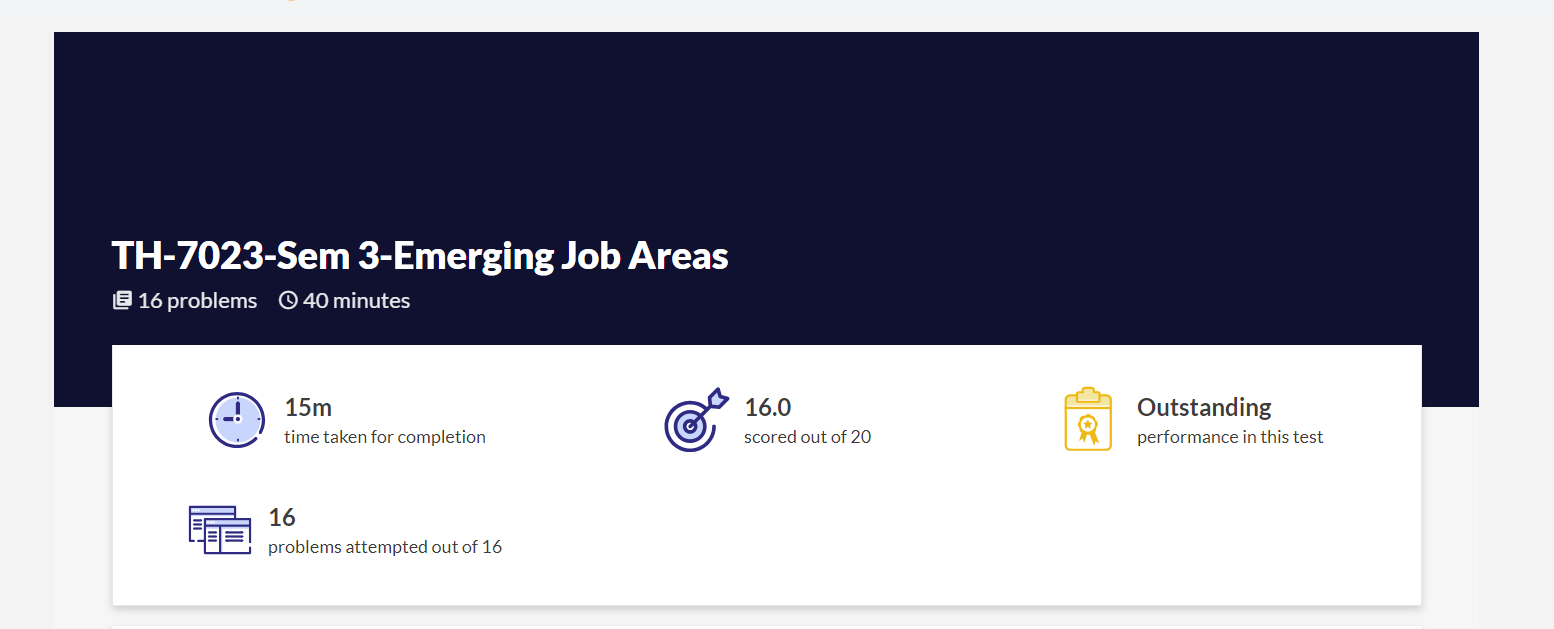 TH-7023-Sem 3-Emerging Job Areas
16 problems 40 minutes
15m
time taken for completion
16.0
scored out of 20
Outstanding
performance in this test
16
problems attempted out of 16